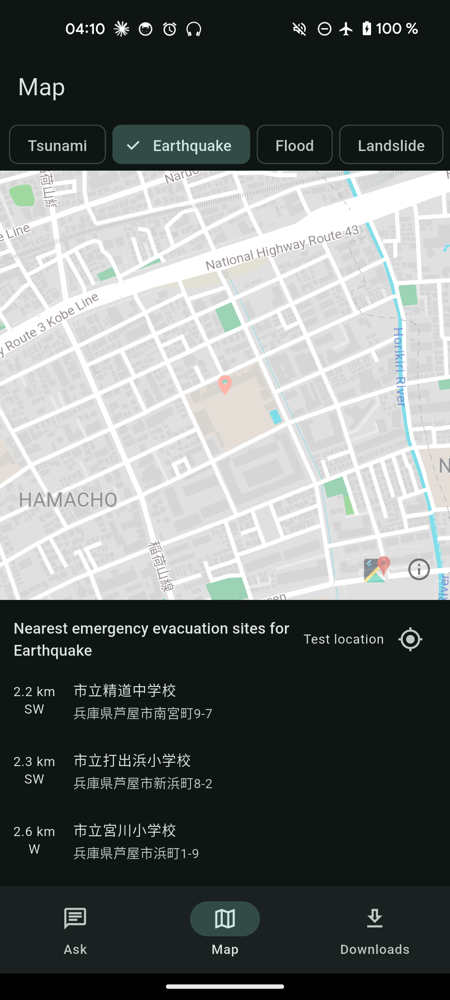 04:10
100 %
Map
Tsunami
Earthquake
Flood
Landslide
Line
National Highway Route 43
Route 3 Kobe Line
Horikiri River
HAMACHO
稲荷山線
Nearest emergency evacuation sites for
Earthquake
Test location
2.2 km
SW
市立精道中学校
兵庫県芦屋市南宮町9-7
2.3 km
SW
市立打出浜小学校
兵庫県芦屋市新浜町8-2
2.6 km
W
市立宮川小学校
兵庫県芦屋市浜町1-9
Ask
Map
Downloads